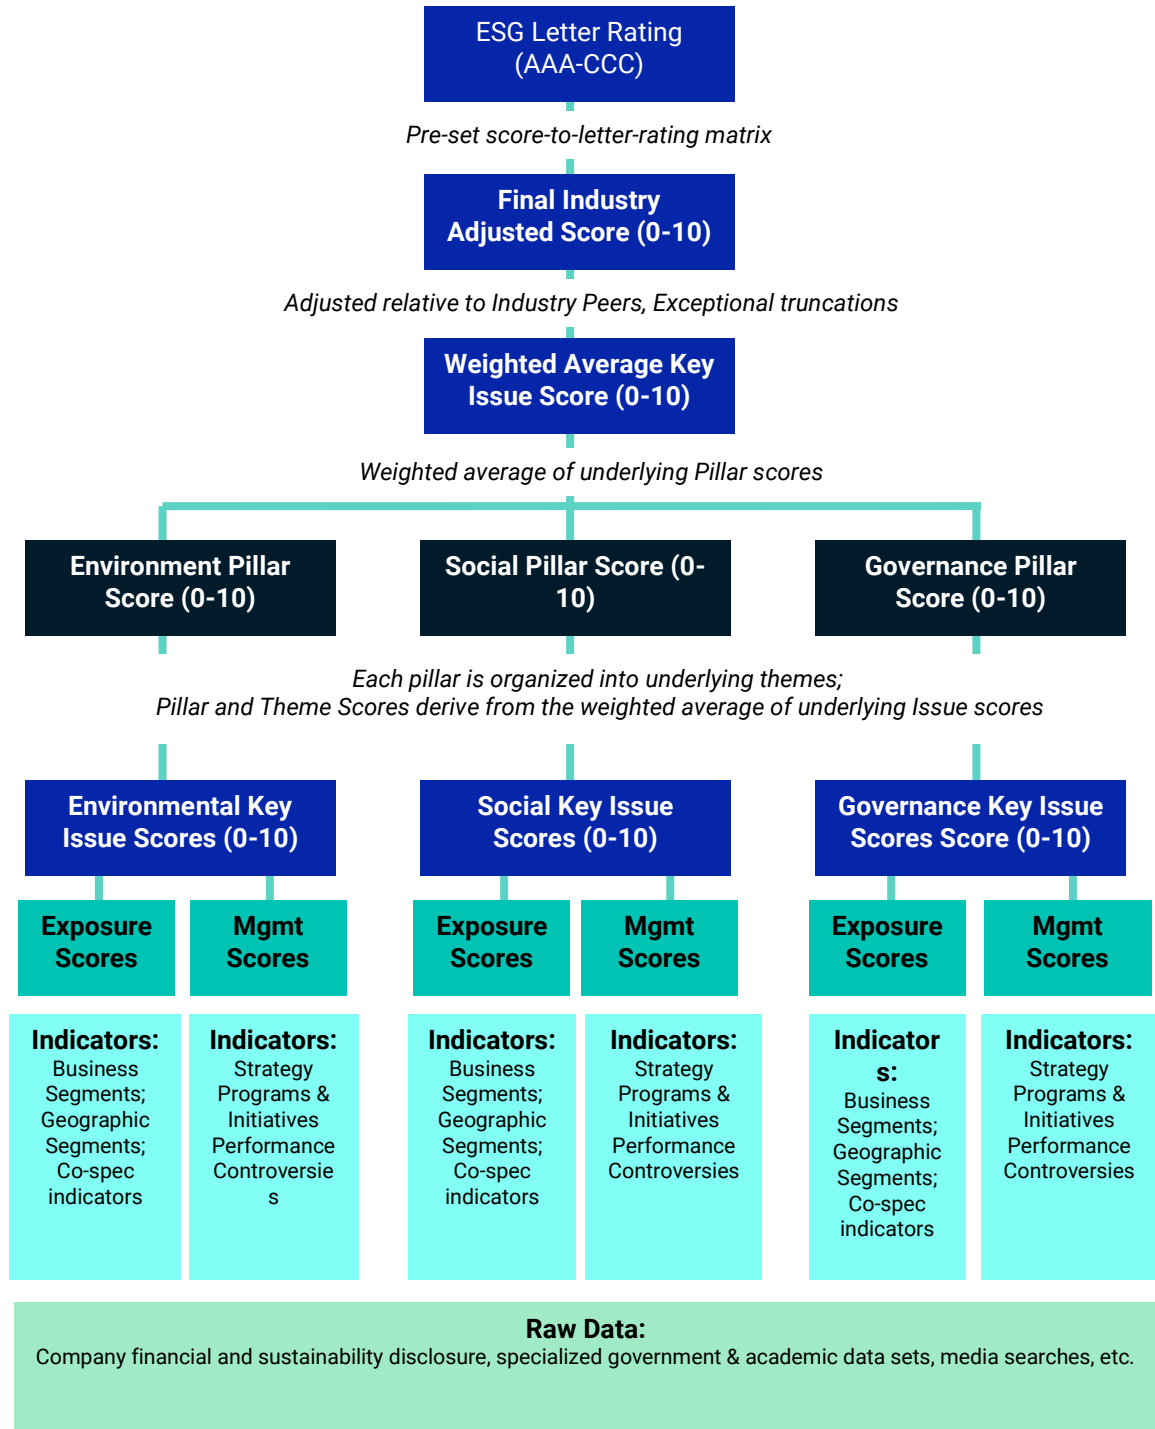 ESG Letter Rating
(AAA-CCC)
Pre-set score-to-letter-rating matrix
Final Industry
Adjusted Score (0-10)
Adjusted relative to Industry Peers, Exceptional truncations
Weighted Average Key
Issue Score (0-10)
Weighted average of underlying Pillar scores
Environment Pillar
Score (0-10)
Social Pillar Score (0-
10)
Governance Pillar
Score (0-10)
Each pillar is organized into underlying themes;
Pillar and Theme Scores derive from the weighted average of underlying Issue scores
Environmental Key
Issue Scores (0-10)
Social Key Issue
Scores (0-10)
Governance Key Issue
Scores Score (0-10)
Exposure
Scores
Mgmt
Scores
Exposure
Scores
Mgmt
Scores
Exposure
Scores
Mgmt
Scores
Indicators:
Business
Segments;
Geographic
Segments;
Co-spec
indicators
Indicators:
Strategy
Programs &
Initiatives
Performance
Controversie
s
Indicators:
Business
Segments;
Geographic
Segments;
Co-spec
indicators
Indicators:
Strategy
Programs &
Initiatives
Performance
Controversies
Indicator
s:
Business
Segments;
Geographic
Segments;
Co-spec
indicators
Indicators:
Strategy
Programs &
Initiatives
Performance
Controversies
Raw Data:
Company financial and sustainability disclosure, specialized government & academic data sets, media searches, etc.